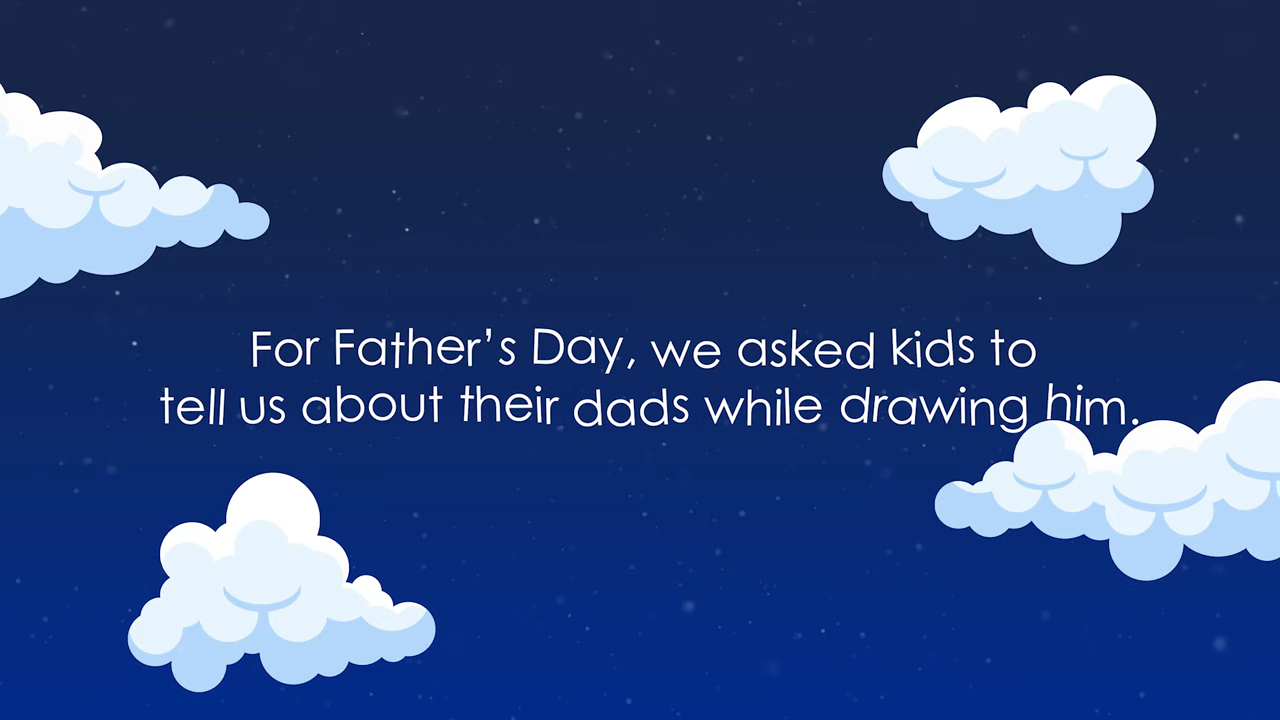 For Father’s Day, we asked kids to
tell us about their dads while drawing him.